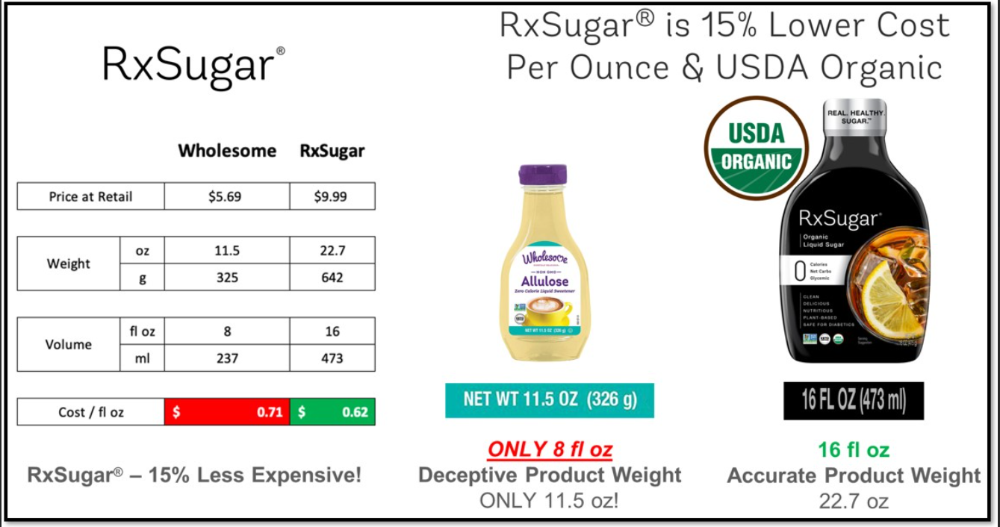 RxSugar®
RxSugar® is 15% Lower Cost
Per Ounce & USDA Organic
Wholesome RxSugar
Price at Retail $5.69 $9.99
Weight oz 11.5 22.7
g 325 642
Volume fl oz 8 16
ml 237 473
Cost / fl oz $ 0.71 $ 0.62
RxSugar® – 15% Less Expensive!
Wholesome
NON GMO
Allulose
Zero Calorie Liquid Sweetener
NET WT 11.5 OZ (326 g)
NET WT 11.5 OZ (326 g)
ONLY 8 fl oz
Deceptive Product Weight
ONLY 11.5 oz!
USDA
ORGANIC
REAL. HEALTHY.
SUGAR.™
RxSugar®
Organic
Liquid Sugar
0 Calories
Net Carbs
Glycemic
CLEAN
DELICIOUS
NUTRITIOUS
PLANT-BASED
SAFE FOR DIABETICS
Serving
Suggestion
16 FL OZ (473 ml)
16 fl oz
Accurate Product Weight
22.7 oz